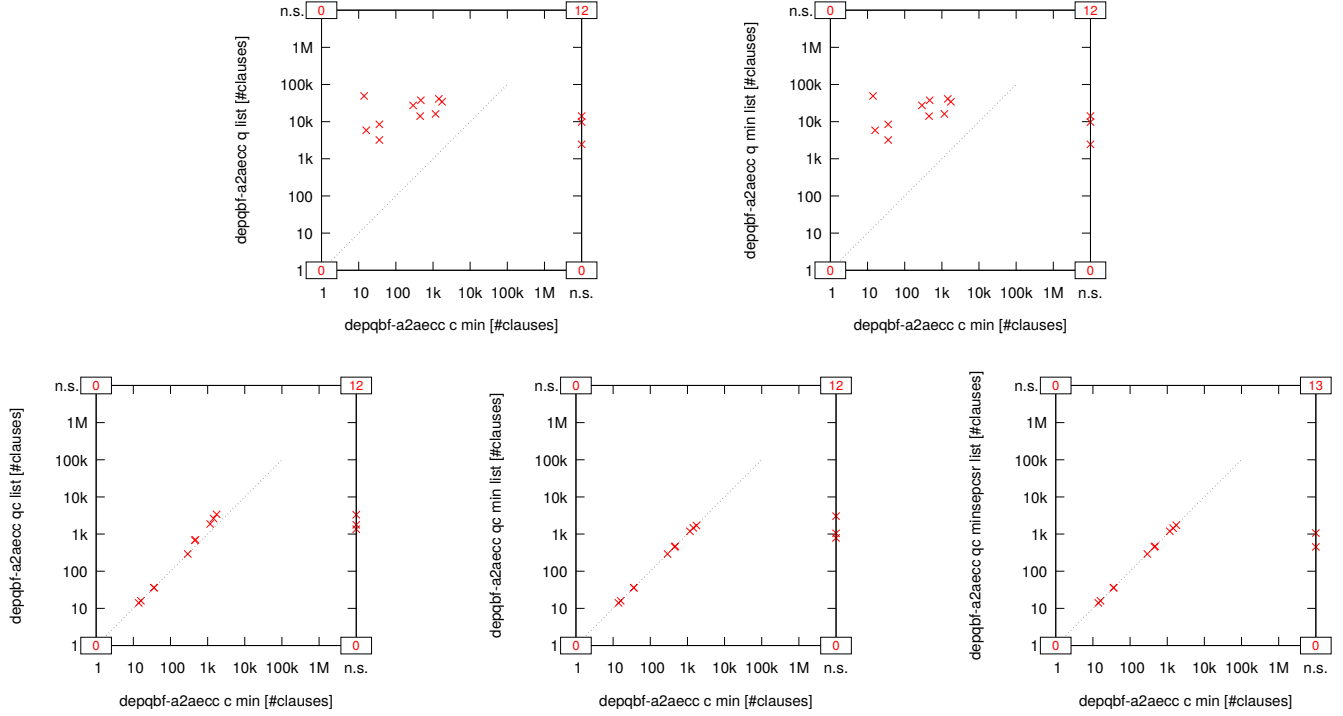 n.s.
0
12
1M
100k
10k
1k
100
10
1
0
0
1
10
100
1k
10k
100k
1M
n.s.
depqbf-a2aecc q list [#clauses]
depqbf-a2aecc c min [#clauses]
n.s.
0
12
1M
100k
10k
1k
100
10
1
0
0
1
10
100
1k
10k
100k
1M
n.s.
depqbf-a2aecc q min list [#clauses]
depqbf-a2aecc c min [#clauses]
n.s.
0
12
1M
100k
10k
1k
100
10
1
0
0
1
10
100
1k
10k
100k
1M
n.s.
depqbf-a2aecc qc list [#clauses]
depqbf-a2aecc c min [#clauses]
n.s.
0
12
1M
100k
10k
1k
100
10
1
0
0
1
10
100
1k
10k
100k
1M
n.s.
depqbf-a2aecc qc min list [#clauses]
depqbf-a2aecc c min [#clauses]
n.s.
0
13
1M
100k
10k
1k
100
10
1
0
0
1
10
100
1k
10k
100k
1M
n.s.
depqbf-a2aecc qc minsepcsr list [#clauses]
depqbf-a2aecc c min [#clauses]